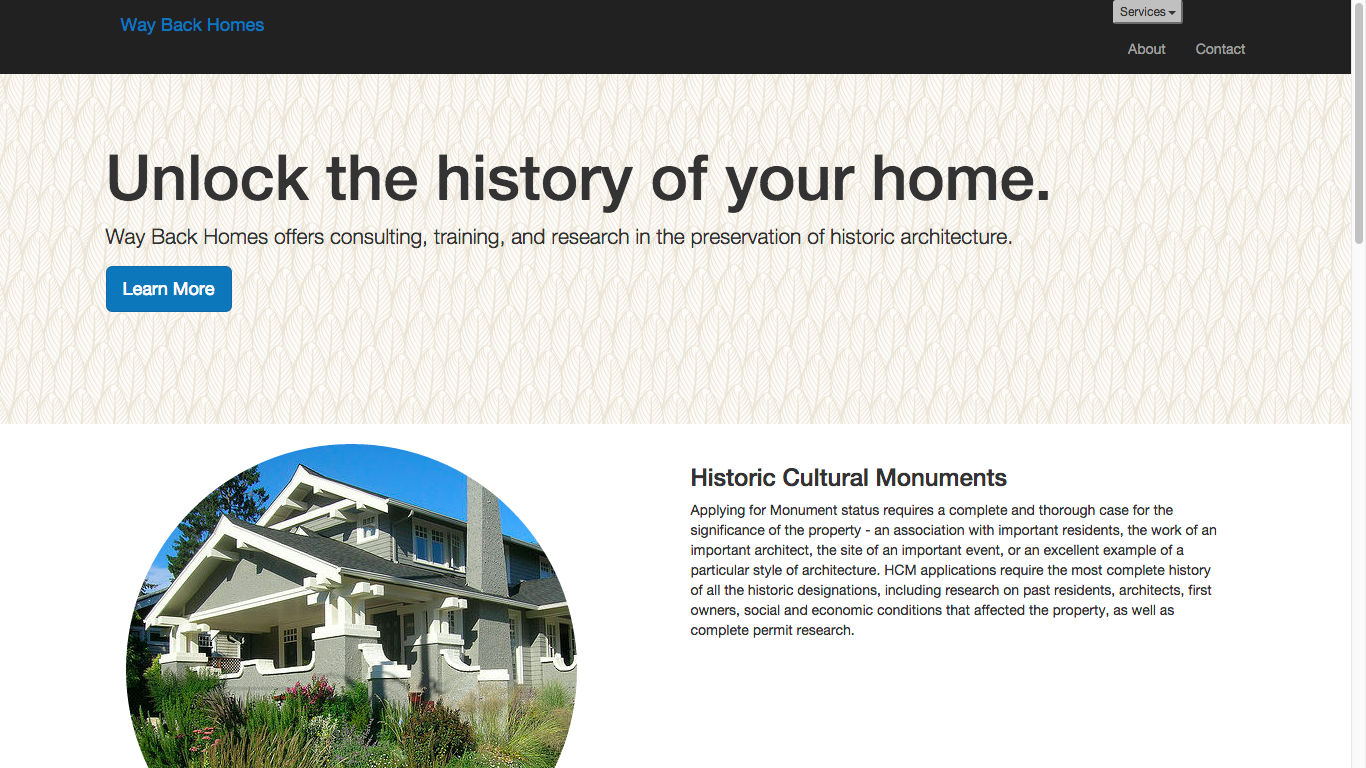 Way Back Homes
Services
About Contact
Unlock the history of your home.
Way Back Homes offers consulting, training, and research in the preservation of historic architecture.
Learn More
Historic Cultural Monuments
Applying for Monument status requires a complete and thorough case for the
significance of the property - an association with important residents, the work of an
important architect, the site of an important event, or an excellent example of a
particular style of architecture. HCM applications require the most complete history
of all the historic designations, including research on past residents, architects, first
owners, social and economic conditions that affected the property, as well as
complete permit research.